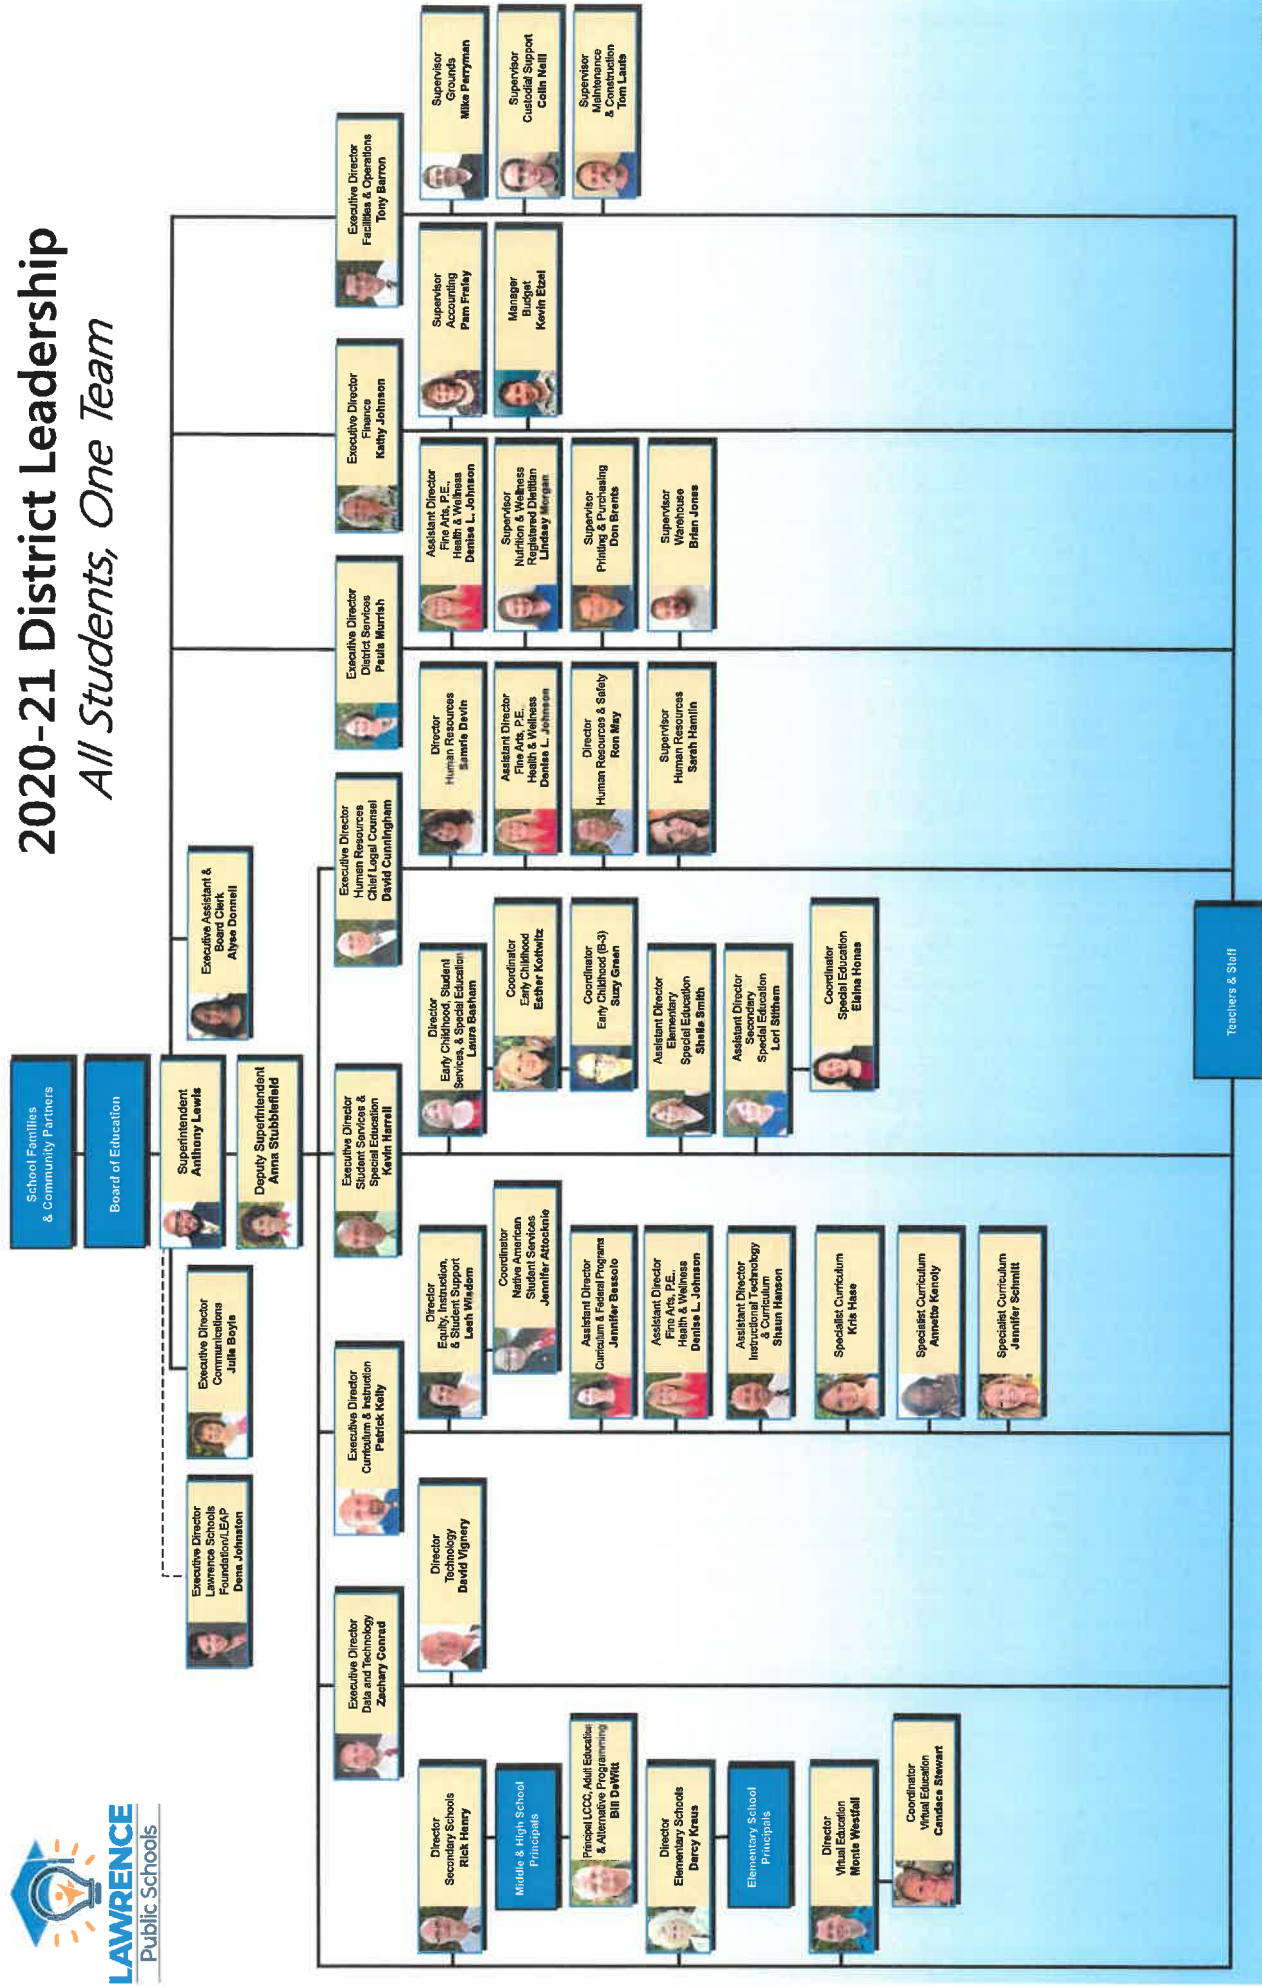 LAWRENCE
Public Schools
2020-21 District Leadership
All Students, One Team
School Families
& Community Partners
Board of Education
Superintendent
Anthony Lewis
Deputy Superintendent
Anna Stubblefield
Executive Director
Lawrence Schools
Foundation/LEAP
Dena Johnston
Executive Director
Communications
Julie Boyle
Executive Assistant &
Board Clerk
Alyse Donnell
Executive Director
Data and Technology
Zachary Conrad
Executive Director
Curriculum & Instruction
Patrick Kelly
Executive Director
Student Services &
Special Education
Kevin Harrell
Executive Director
Human Resources
Chief Legal Counsel
David Cunningham
Executive Director
District Services
Paula Murrish
Executive Director
Finance
Kathy Johnson
Executive Director
Facilities & Operations
Tony Barron
Director
Secondary Schools
Rick Henry
Middle & High School
Principals
Principal LCCC, Adult Education
& Alternative Programming
Bill DeWitt
Director
Elementary Schools
Darcy Kraus
Elementary School
Principals
Director
Virtual Education
Monte Westfall
Coordinator
Virtual Education
Candace Stewart
Director
Technology
David Vignery
Director
Equity, Instruction,
& Student Support
Leah Wisdom
Coordinator
Native American
Student Services
Jennifer Attocknie
Assistant Director
Curriculum & Federal Programs
Jennifer Bessolo
Assistant Director
Fine Arts, P.E.,
Health & Wellness
Denise L. Johnson
Assistant Director
Instructional Technology
& Curriculum
Shaun Hanson
Specialist Curriculum
Kris Hase
Specialist Curriculum
Annette Kenoly
Specialist Curriculum
Jennifer Schmitt
Director
Early Childhood, Student
Services, & Special Education
Laura Basham
Coordinator
Early Childhood
Esther Kottwitz
Coordinator
Early Childhood (B-3)
Suzy Green
Assistant Director
Elementary
Special Education
Sheila Smith
Assistant Director
Secondary
Special Education
Lori Stithem
Coordinator
Special Education
Elaina Honas
Director
Human Resources
Samrie Devin
Assistant Director
Fine Arts, P.E.,
Health & Wellness
Denise L. Johnson
Director
Human Resources & Safety
Ron May
Supervisor
Human Resources
Sarah Hamlin
Assistant Director
Fine Arts, P.E.,
Health & Wellness
Denise L. Johnson
Supervisor
Nutrition & Wellness
Registered Dietitian
Lindsey Morgan
Supervisor
Printing & Purchasing
Don Brents
Supervisor
Warehouse
Brian Jones
Supervisor
Accounting
Pam Fraley
Manager
Budget
Kevin Etzel
Supervisor
Grounds
Mike Perryman
Supervisor
Custodial Support
Colin Neill
Supervisor
Maintenance
& Construction
Tom Laute
Teachers & Staff